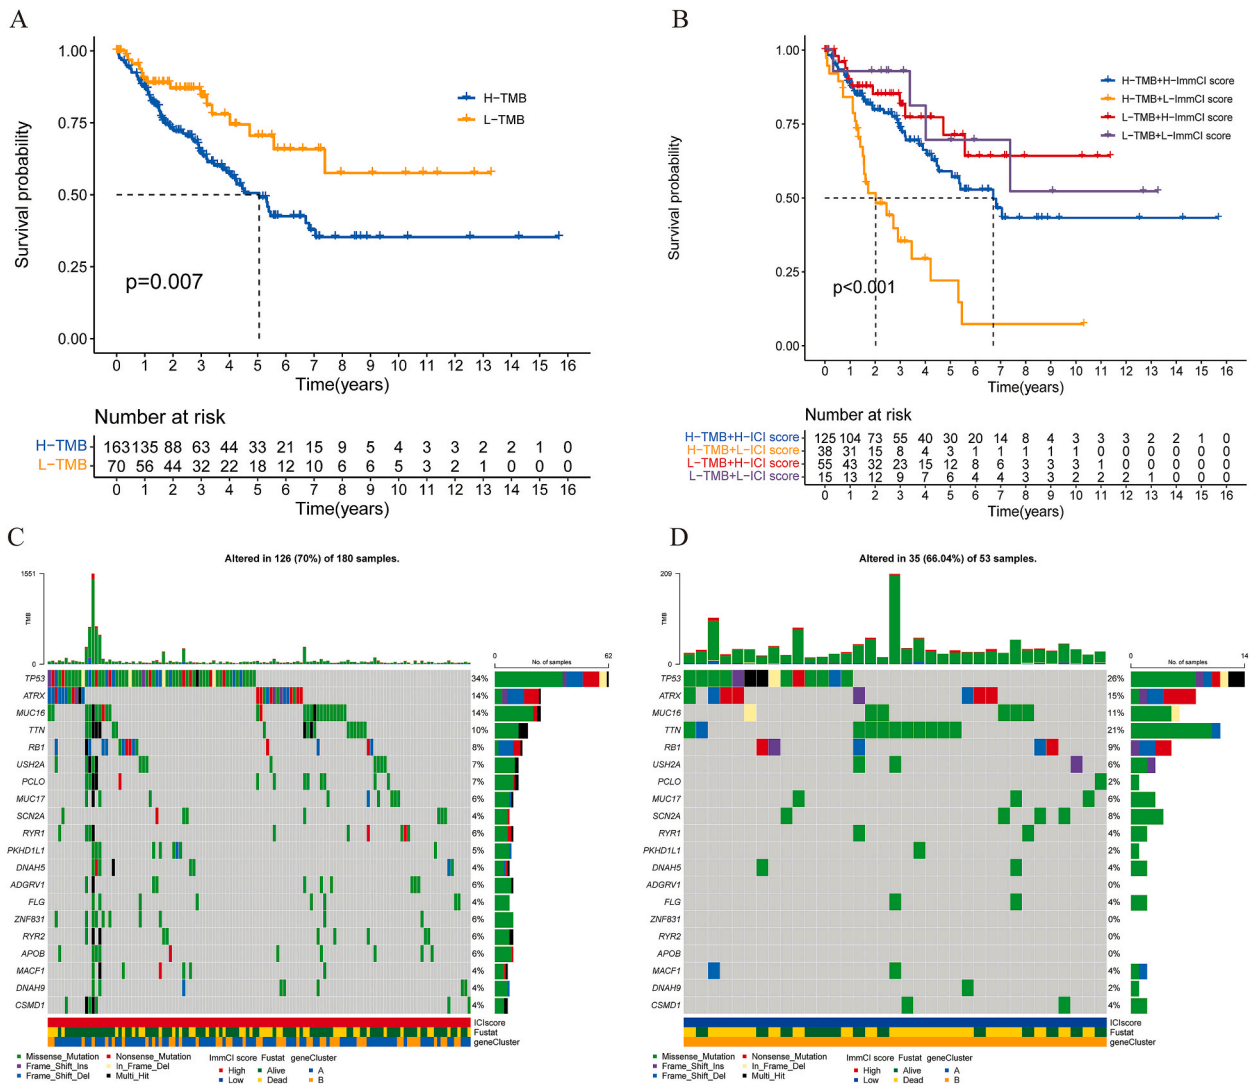 A
1.00
0.75
0.50
0.25
0.00
Survival probability
H−TMB
L−TMB
p=0.007
0 1 2 3 4 5 6 7 8 9 10 11 12 13 14 15 16
Time(years)
Number at risk
H−TMB 163 135 88 63 44 33 21 15 9 5 4 3 3 2 2 1 0
L−TMB 70 56 44 32 22 18 12 10 6 6 5 3 2 1 0 0 0
0 1 2 3 4 5 6 7 8 9 10 11 12 13 14 15 16
Time(years)
B
1.00
0.75
0.50
0.25
0.00
Survival probability
H−TMB+H−ImmCI score
H−TMB+L−ImmCI score
L−TMB+H−ImmCI score
L−TMB+L−ImmCI score
p<0.001
0 1 2 3 4 5 6 7 8 9 10 11 12 13 14 15 16
Time(years)
Number at risk
H−TMB+H−ICI score 125 104 73 55 40 30 20 14 8 4 3 3 3 2 2 1 0
H−TMB+L−ICI score 38 31 15 8 4 3 1 1 1 1 1 0 0 0 0 0 0
L−TMB+H−ICI score 55 43 32 23 15 12 8 6 3 3 3 1 0 0 0 0 0
L−TMB+L−ICI score 15 13 12 9 7 6 4 4 3 3 2 2 2 1 0 0 0
0 1 2 3 4 5 6 7 8 9 10 11 12 13 14 15 16
Time(years)
C
Altered in 126 (70%) of 180 samples.
1551
TMB
0
0 62
No. of samples
TP53 34%
ATRX 14%
MUC16 14%
TTN 10%
RB1 8%
USH2A 7%
PCLO 7%
MUC17 6%
SCN2A 4%
RYR1 6%
PKHD1L1 5%
DNAH5 4%
ADGRV1 6%
FLG 4%
ZNF831 6%
RYR2 6%
APOB 6%
MACF1 4%
DNAH9 4%
CSMD1 4%
ICIscore
Fustat
geneCluster
Missense_Mutation Nonsense_Mutation ImmCI score Fustat geneCluster
Frame_Shift_Ins In_Frame_Del High Alive A
Frame_Shift_Del Multi_Hit Low Dead B
D
Altered in 35 (66.04%) of 53 samples.
209
TMB
0
0 14
No. of samples
TP53 26%
ATRX 15%
MUC16 11%
TTN 21%
RB1 9%
USH2A 6%
PCLO 2%
MUC17 6%
SCN2A 8%
RYR1 4%
PKHD1L1 2%
DNAH5 4%
ADGRV1 0%
FLG 4%
ZNF831 0%
RYR2 0%
APOB 0%
MACF1 4%
DNAH9 2%
CSMD1 4%
ICIscore
Fustat
geneCluster
Missense_Mutation Nonsense_Mutation ImmCI score Fustat geneCluster
Frame_Shift_Ins In_Frame_Del High Alive A
Frame_Shift_Del Multi_Hit Low Dead B